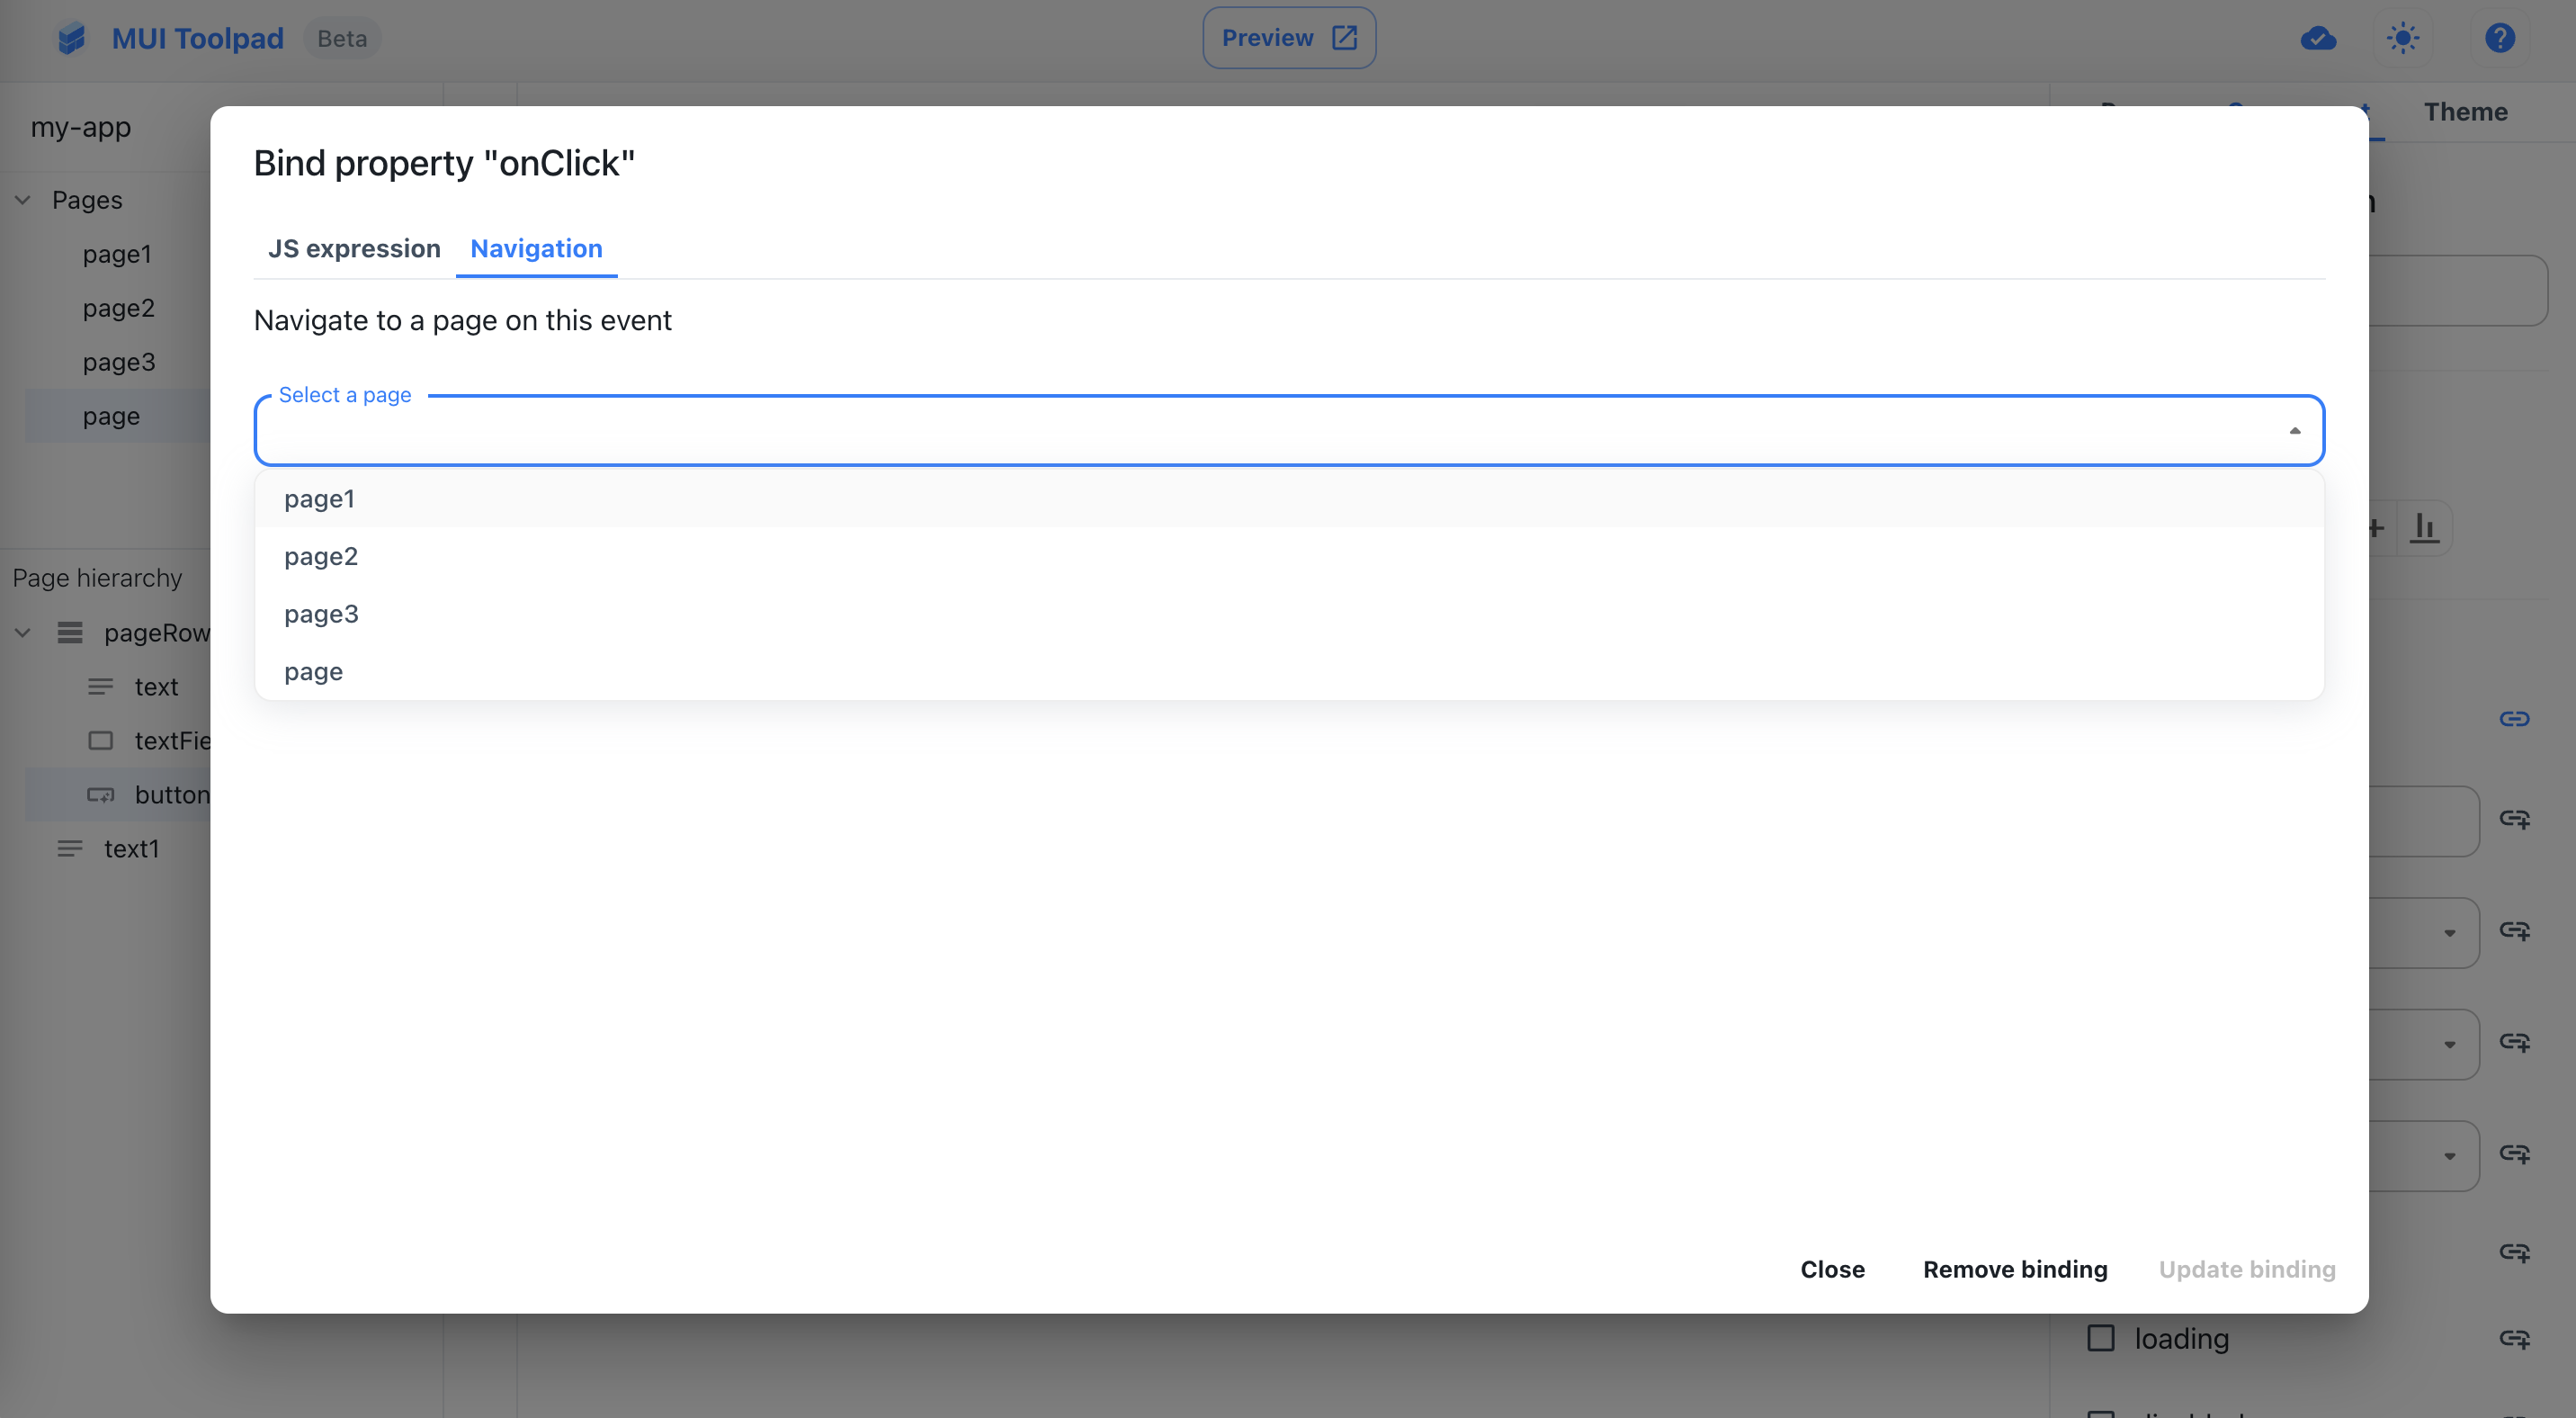 MUI Toolpad Beta
Preview
my-app
Theme
Pages
page1
page2
page3
page
Page hierarchy
pageRow
text
button
text1
Bind property "onClick"
JS expression
Navigation
Navigate to a page on this event
Select a page
page1
page2
page3
page
Close
Remove binding
Update binding
loading